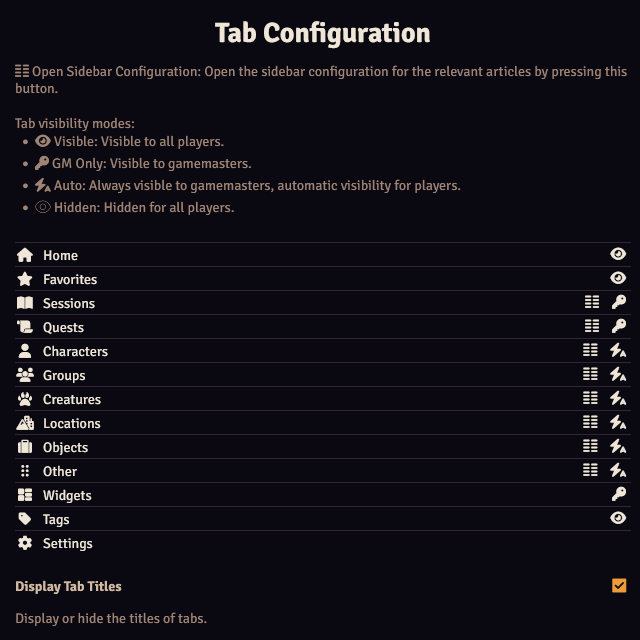 Tab Configuration
Open Sidebar Configuration: Open the sidebar configuration for the relevant articles by pressing this
button.
Tab visibility modes:
• Visible: Visible to all players.
• GM Only: Visible to gamemasters.
• Auto: Always visible to gamemasters, automatic visibility for players.
• Hidden: Hidden for all players.
Home
Favorites
Sessions
Quests
Characters
Groups
Creatures
Locations
Objects
Other
Widgets
Tags
Settings
Display Tab Titles
Display or hide the titles of tabs.